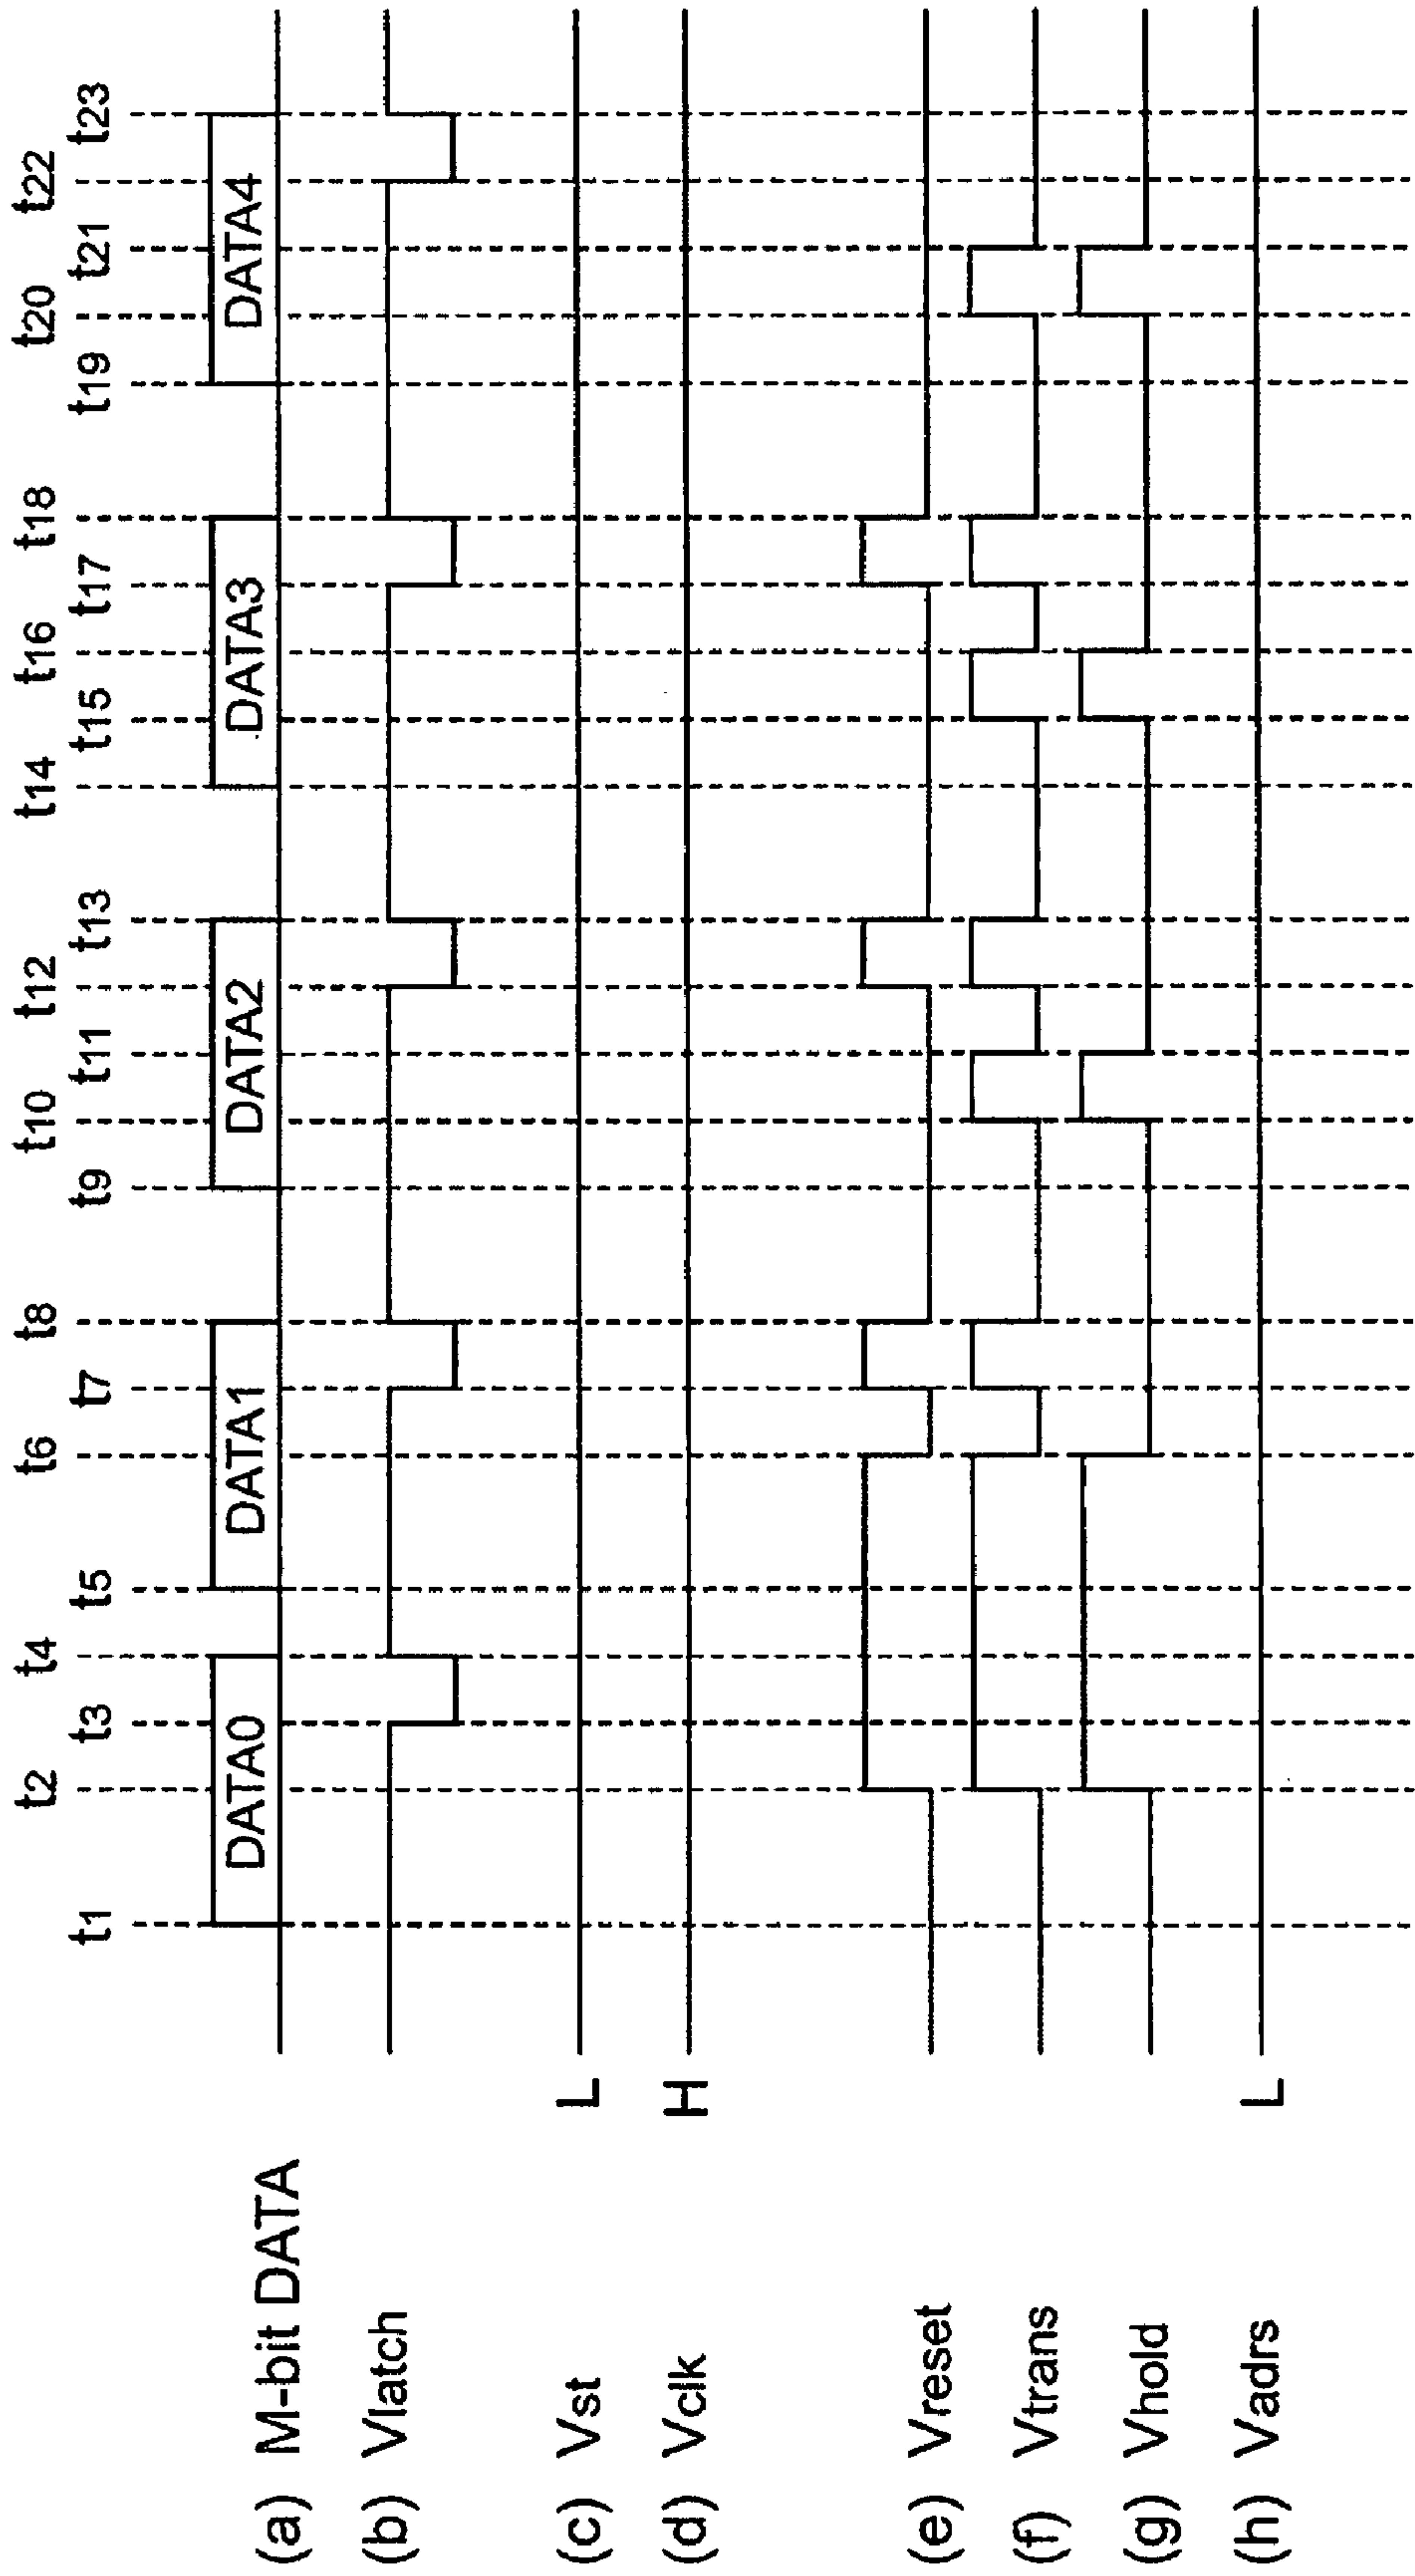 t2 t4 t6 t8 t10 t12 t14 t16 t18 t20 t22
t1 t3 t5 t7 t9 t11 t13 t15 t17 t19 t21 t23
(a) M-bit DATA DATA0 DATA1 DATA2 DATA3 DATA4
(b) Vlatch
(c) Vst L
(d) Vclk H
(e) Vreset
(f) Vtrans
(g) Vhold
(h) Vadrs L